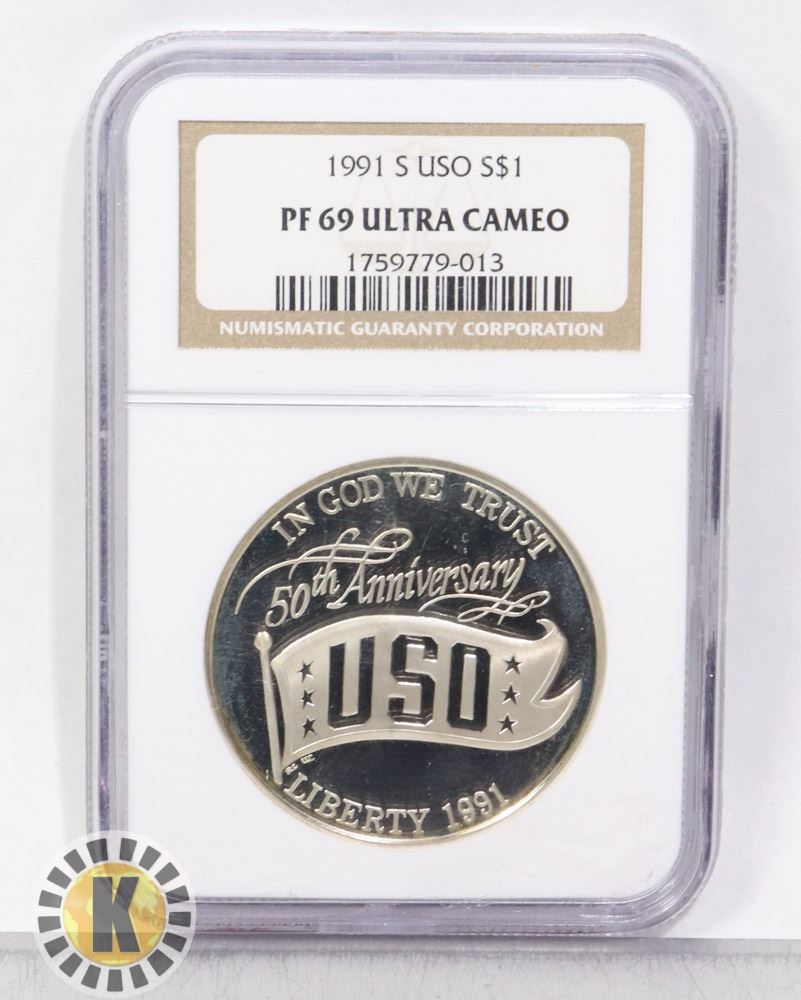 1991 S USO S$1
PF 69 ULTRA CAMEO
1759779-013
NUMISMATIC GUARANTY CORPORATION
IN GOD WE TRUST
50th Anniversary
USO
LIBERTY 1991
K